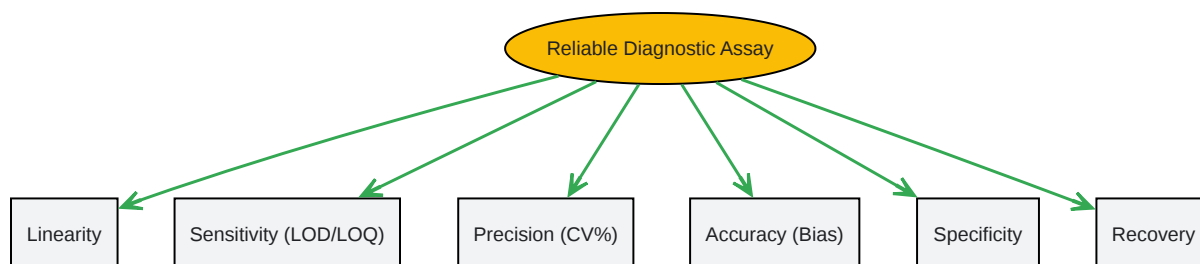 Reliable Diagnostic Assay
Linearity
Sensitivity (LOD/LOQ)
Precision (CV%)
Accuracy (Bias)
Specificity
Recovery